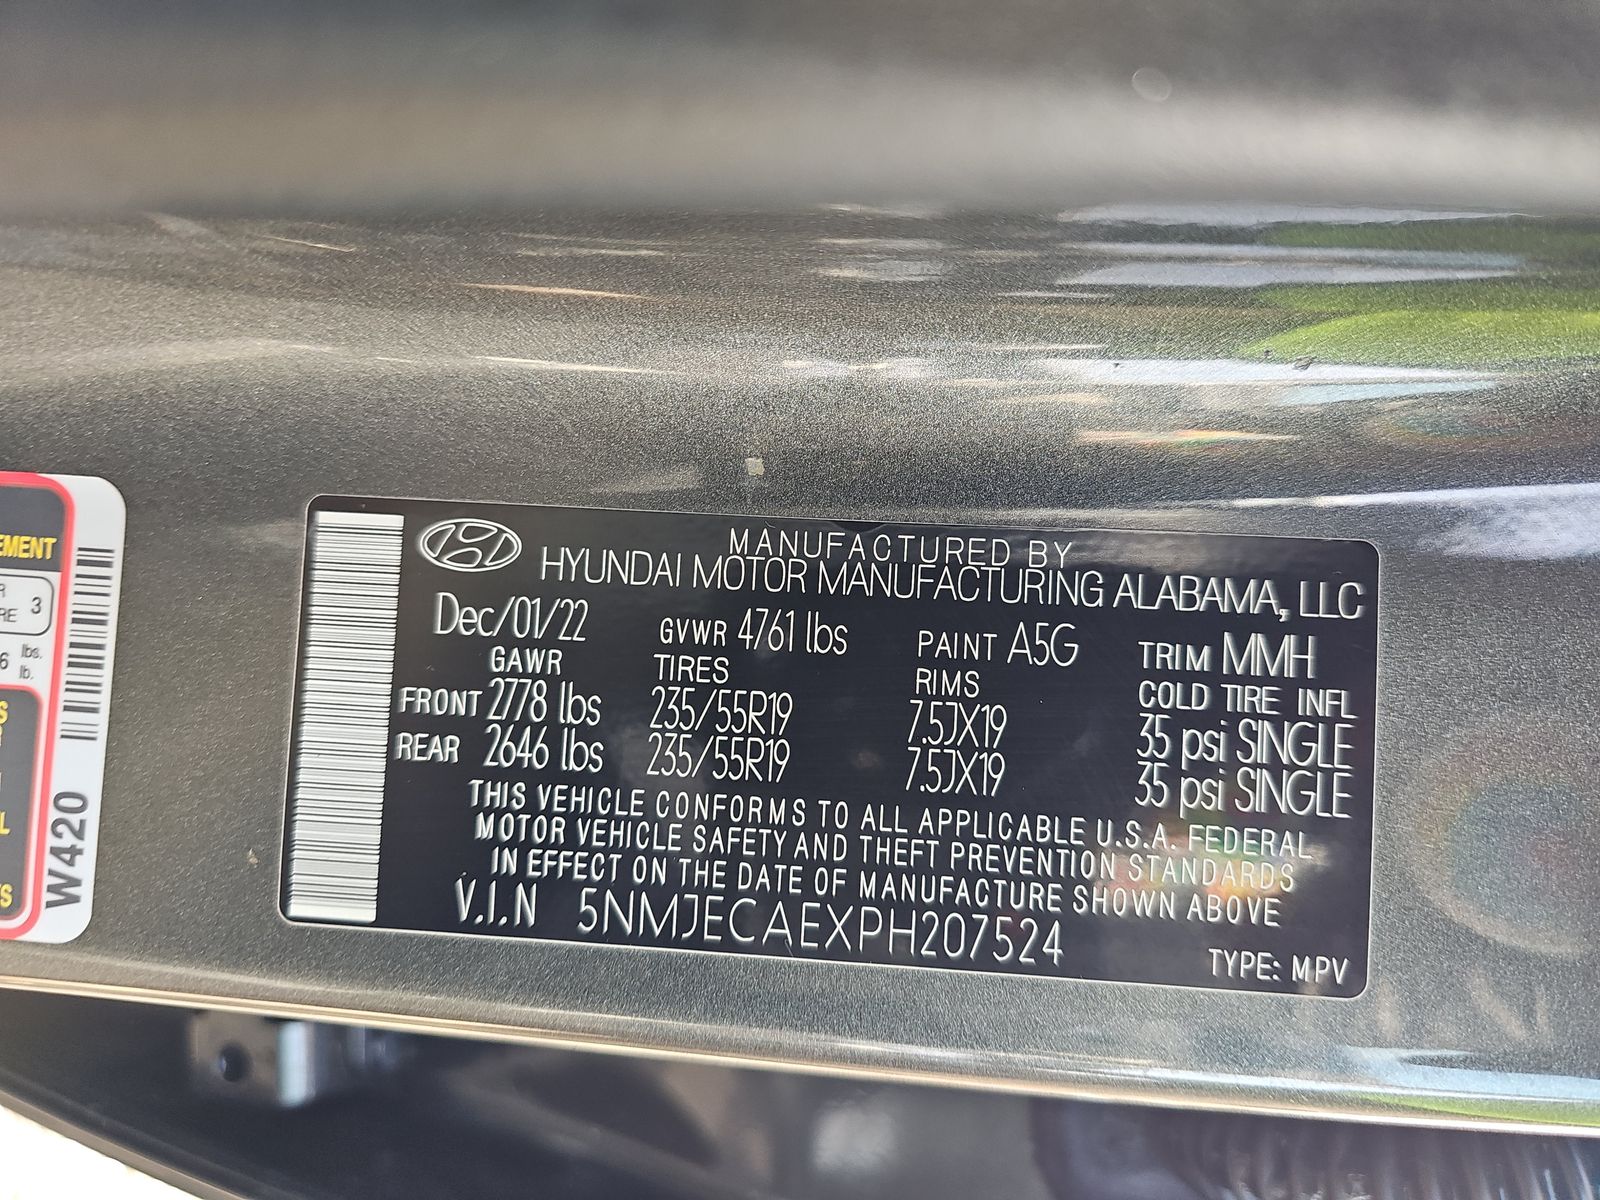 MANUFACTURED BY
HYUNDAI MOTOR MANUFACTURING ALABAMA, LLC
Dec/01/22 GVWR 4761 lbs PAINT A5G TRIM MMH
GAWR TIRES RIMS COLD TIRE INFL
FRONT 2778 lbs 235/55R19 7.5JX19 35 psi SINGLE
REAR 2646 lbs 235/55R19 7.5JX19 35 psi SINGLE
THIS VEHICLE CONFORMS TO ALL APPLICABLE U.S.A. FEDERAL
MOTOR VEHICLE SAFETY AND THEFT PREVENTION STANDARDS
IN EFFECT ON THE DATE OF MANUFACTURE SHOWN ABOVE
V.I.N 5NMJECAEXPH207524
TYPE: MPV
3
lbs.
lb.
W420